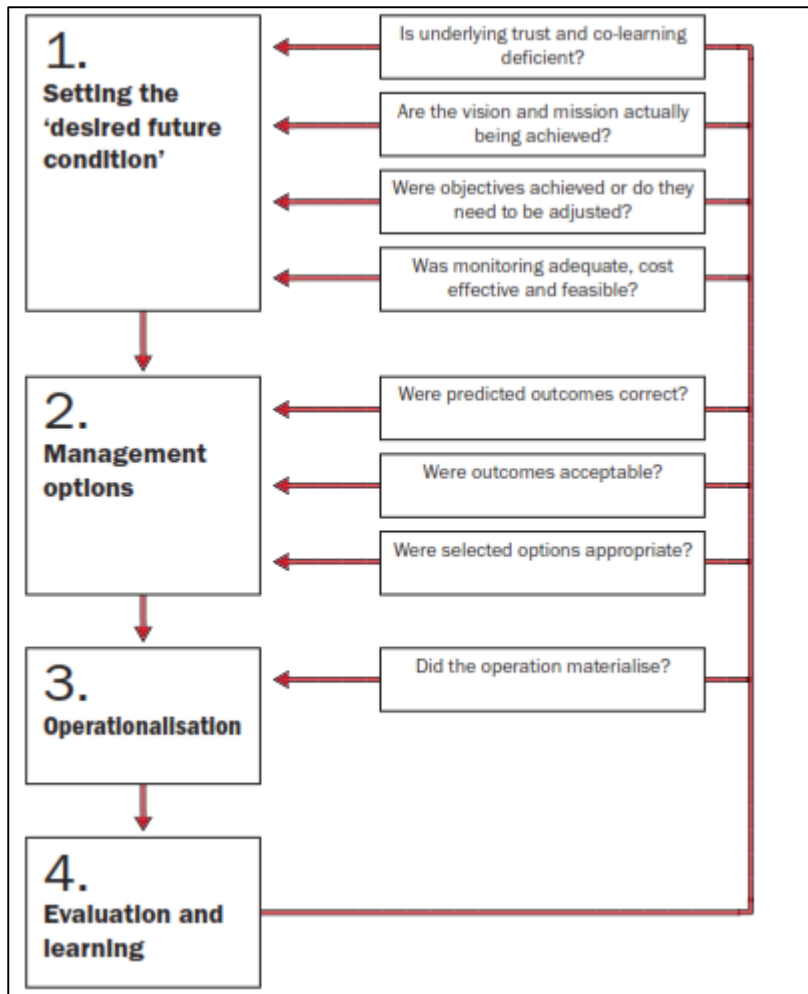 1.
Setting the
‘desired future
condition’
Is underlying trust and co-learning
deficient?
Are the vision and mission actually
being achieved?
Were objectives achieved or do they
need to be adjusted?
Was monitoring adequate, cost
effective and feasible?
2.
Management
options
Were predicted outcomes correct?
Were outcomes acceptable?
Were selected options appropriate?
3.
Operationalisation
Did the operation materialise?
4.
Evaluation and
learning